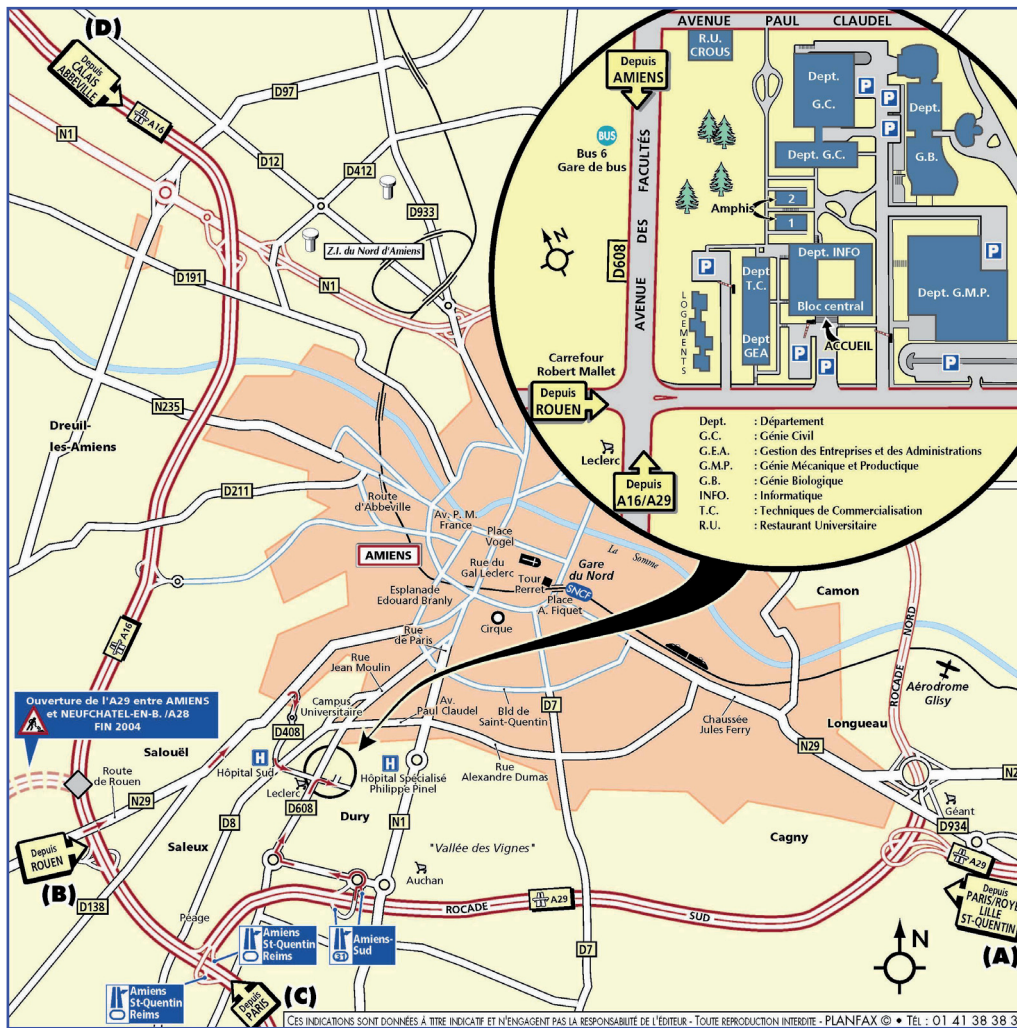 (D)
Depuis
CALAIS
ABBEVILLE
A16
N1
D97
D12
D412
D933
Z.I. du Nord d'Amiens
D191
N1
N235
Dreuil-
les-Amiens
D211
Route
d'Abbeville
Av. P. M.
France
Place
Vogel
AMIENS
Rue du
Gal Leclerc
Tour
Perret
Gare
du Nord
SNCF
Place
A. Fiquet
La Somme
Esplanade
Edouard Branly
Cirque
Rue
de Paris
Rue
Jean Moulin
Campus
Universitaire
Av.
Paul Claudel
Bld de
Saint-Quentin
D7
Chaussée
Jules Ferry
Rue
Alexandre Dumas
Camon
ROCADE NORD
Aérodrome
Glisy
Longueau
N29
Géant
D934
Cagny
A16
Ouverture de l'A29 entre AMIENS
et NEUFCHATEL-EN-B. /A28
FIN 2004
Salouël
Route
de Rouen
N29
D408
H
Hôpital Sud
Leclerc
D608
H
Hôpital Spécialisé
Philippe Pinel
Dury
N1
D8
Saleux
"Vallée des Vignes"
Auchan
Depuis
ROUEN
(B)
D138
Péage
ROCADE
A29
SUD
D7
A29
Depuis
PARIS/ROYE
LILLE
ST-QUENTIN
(A)
Amiens
St-Quentin
Reims
31
Amiens-
Sud
Amiens
St-Quentin
Reims
Depuis
PARIS
(C)
N
AVENUE PAUL CLAUDEL
R.U.
CROUS
Depuis
AMIENS
BUS
Bus 6
Gare de bus
N
D608
AVENUE DES FACULTÉS
Dept.
G.C.
P
P
P
Dept.
G.B.
Dept. G.C.
Amphis
2
1
P
Dept
T.C.
Dept
GEA
Dept. INFO
Bloc central
ACCUEIL
P
P
P
Dept. G.M.P.
P
LOGEMENTS
Carrefour
Robert Mallet
Depuis
ROUEN
Leclerc
Depuis
A16/A29
Dept. : Département
G.C. : Génie Civil
G.E.A. : Gestion des Entreprises et des Administrations
G.M.P. : Génie Mécanique et Productique
G.B. : Génie Biologique
INFO. : Informatique
T.C. : Techniques de Commercialisation
R.U. : Restaurant Universitaire
CES INDICATIONS SONT DONNÉES À TITRE INDICATIF ET N'ENGAGENT PAS LA RESPONSABILITÉ DE L'ÉDITEUR - TOUTE REPRODUCTION INTERDITE - PLANFAX © • TÉL : 01 41 38 38 3